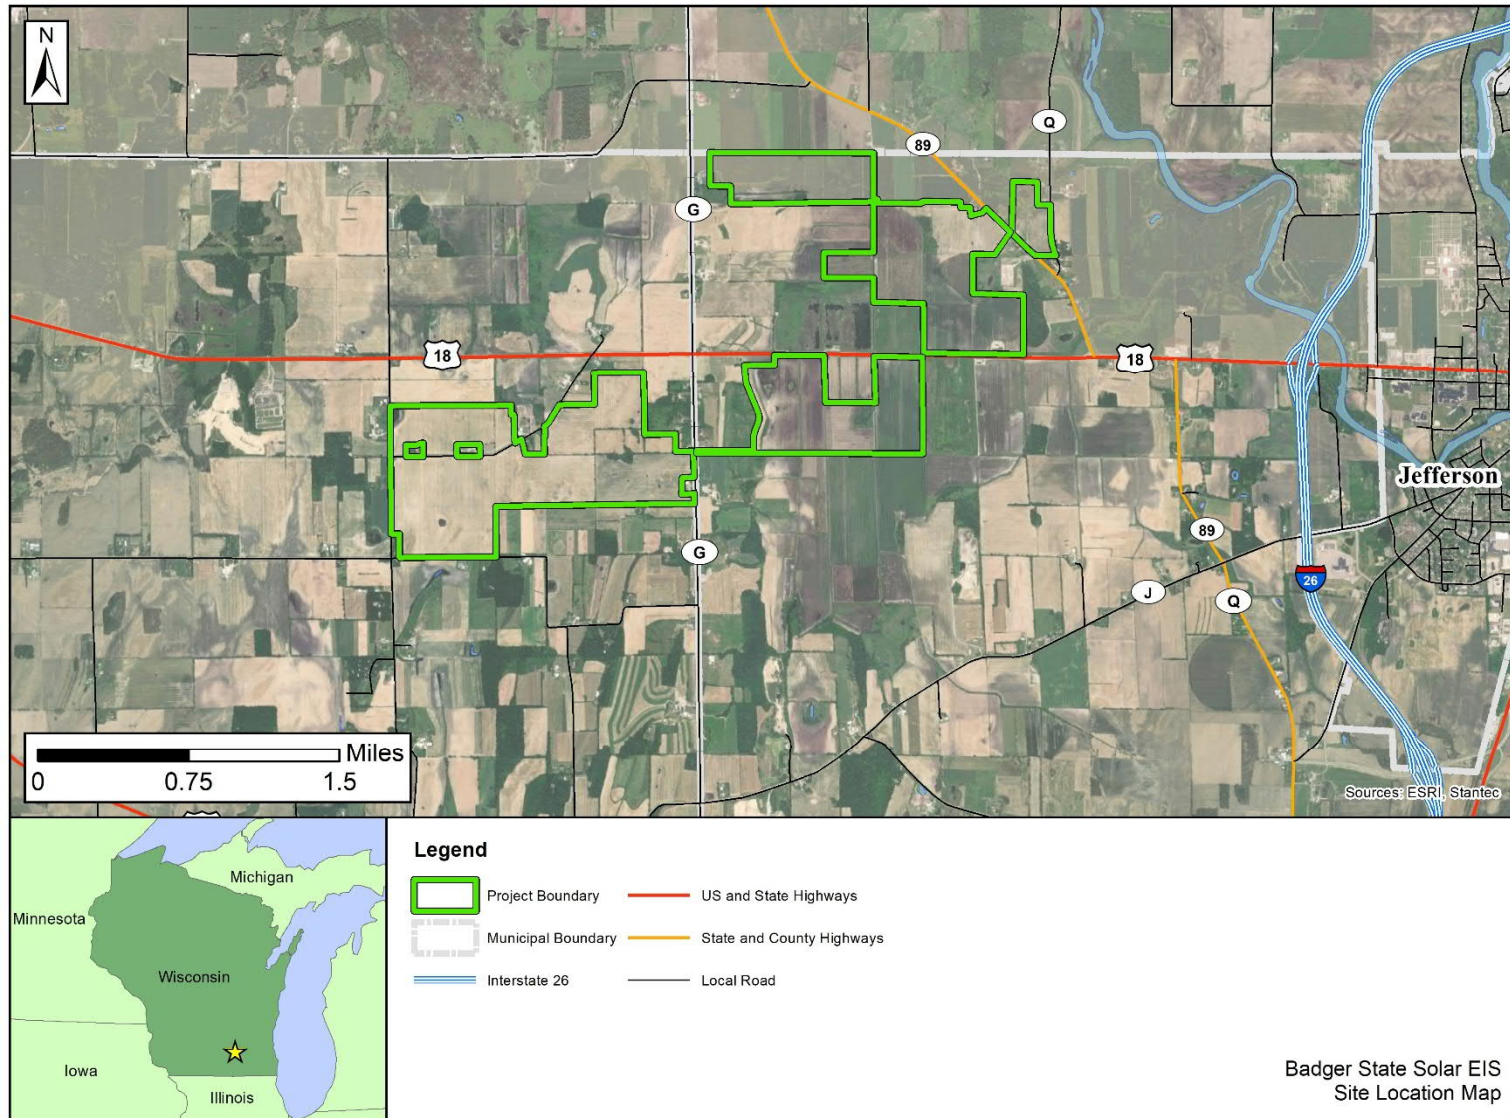 N
Q
89
G
18
18
Jefferson
89
G
26
J
Q
Miles
0 0.75 1.5
Sources: ESRI, Stantec
Legend
Project Boundary
US and State Highways
Municipal Boundary
State and County Highways
Interstate 26
Local Road
Michigan
Minnesota
Wisconsin
Iowa
Illinois
Badger State Solar EIS
Site Location Map